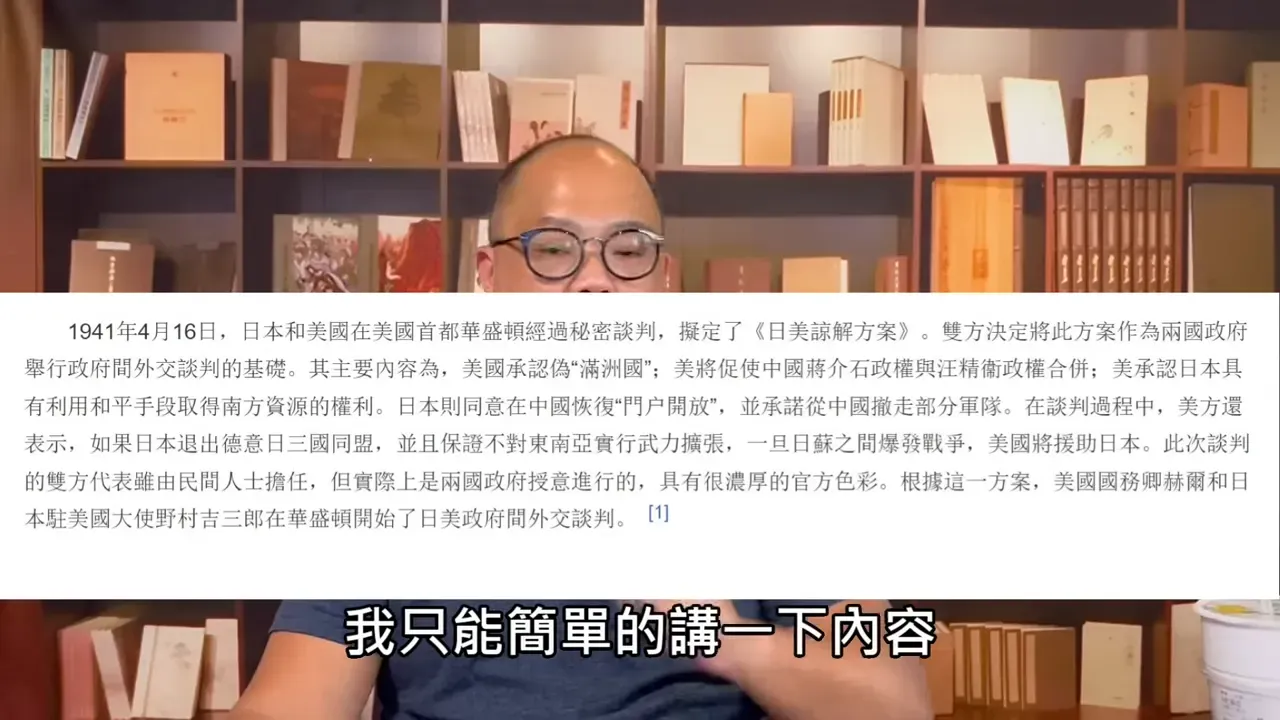 1941年4月16日，日本和美國在美國首都華盛頓經過秘密談判，擬定了《日美諒解方案》。雙方決定將此方案作為兩國政府
舉行政府間外交談判的基礎。其主要內容為，美國承認偽“滿洲國”；美將促使中國蔣介石政權與汪精衛政權合併；美承認日本具
有利用和平手段取得南方資源的權利。日本則同意在中國恢復“門户開放”，並承諾從中國撤走部分軍隊。在談判過程中，美方還
表示，如果日本退出德意日三國同盟，並且保證不對東南亞實行武力擴張，一旦日蘇之間爆發戰爭，美國將援助日本。此次談判
的雙方代表雖由民間人士擔任，但實際上是兩國政府授意進行的，具有很濃厚的官方色彩。根據這一方案，美國國務卿赫爾和日
本駐美國大使野村吉三郎在華盛頓開始了日美政府間外交談判。 [1]
我只能簡單的講一下內容